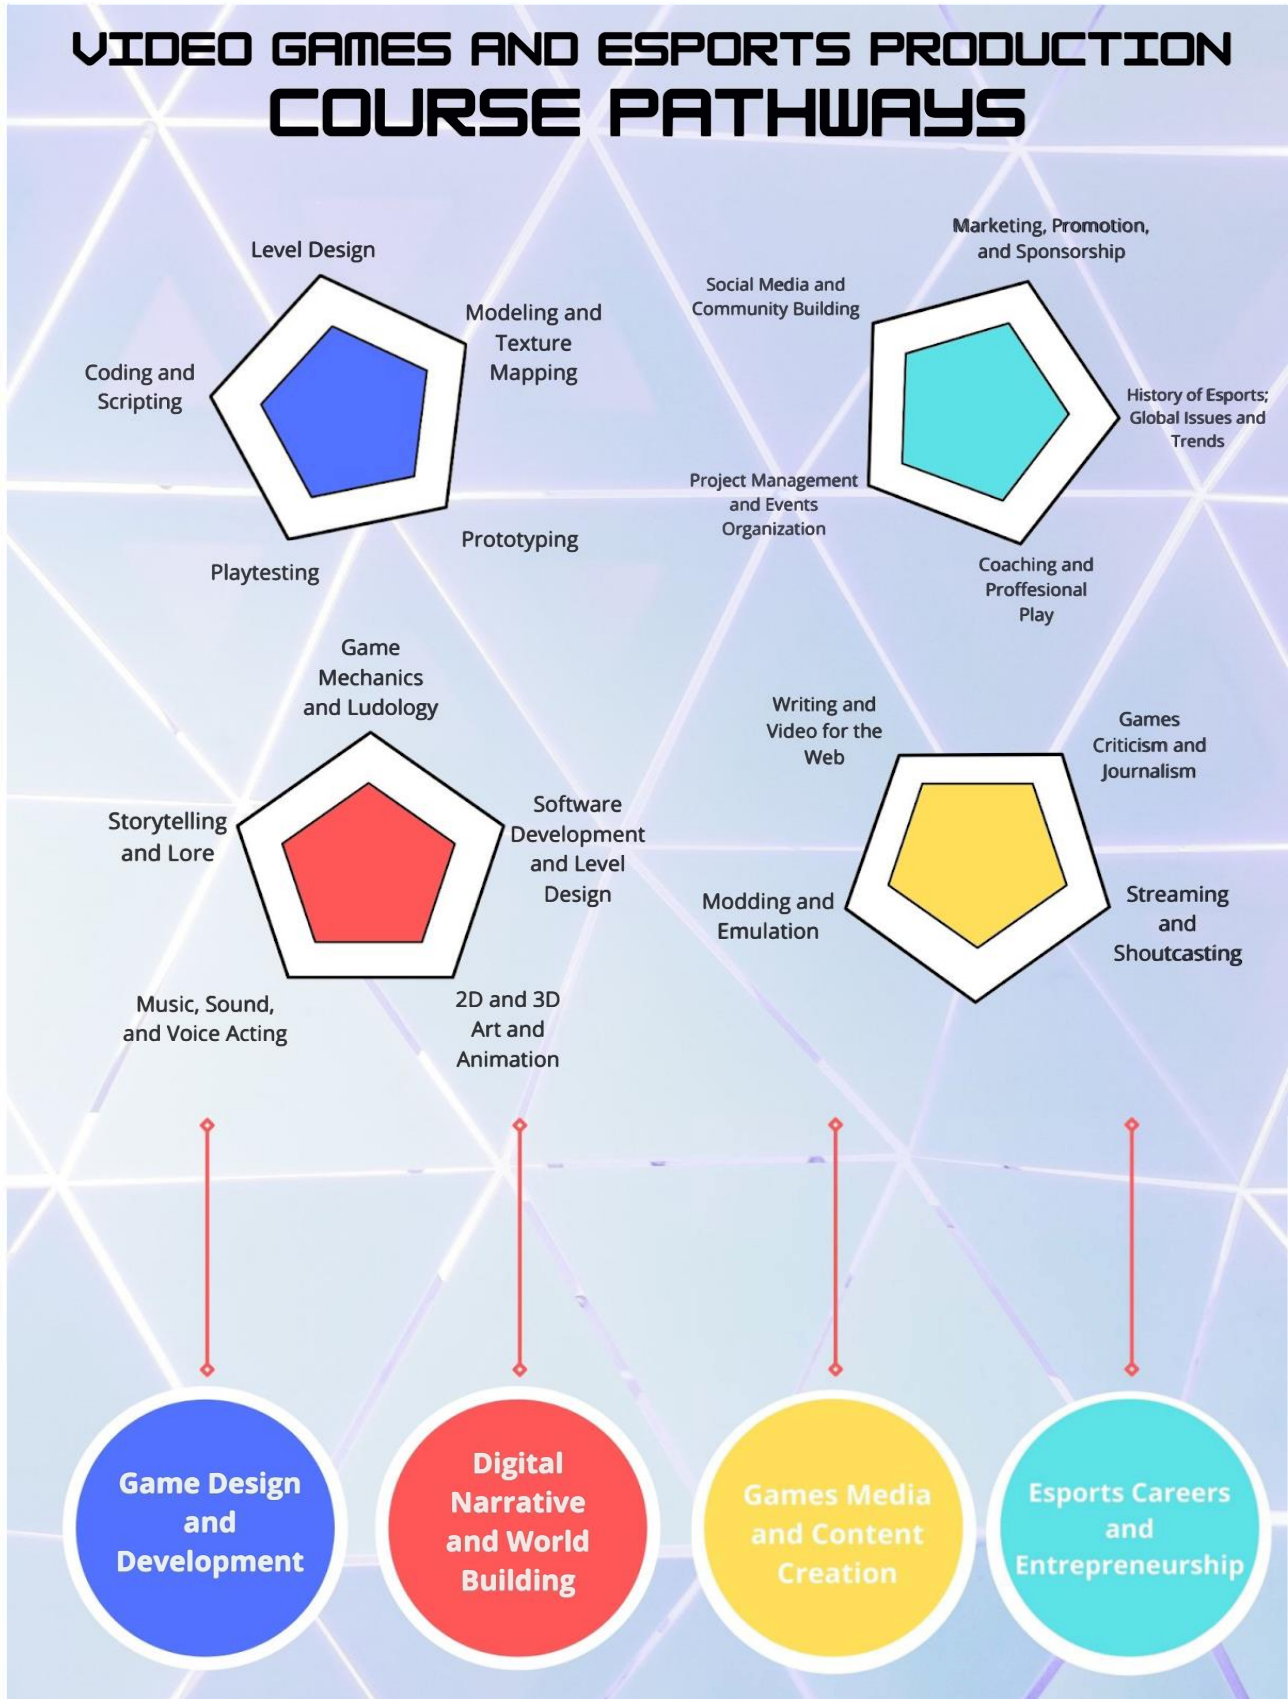 VIDEO GAMES AND ESPORTS PRODUCTION
COURSE PATHWAYS
Level Design
Modeling and
Texture
Mapping
Coding and
Scripting
Prototyping
Playtesting
Marketing, Promotion,
and Sponsorship
Social Media and
Community Building
History of Esports;
Global Issues and
Trends
Project Management
and Events
Organization
Coaching and
Proffesional
Play
Game
Mechanics
and Ludology
Storytelling
and Lore
Software
Development
and Level
Design
Music, Sound,
and Voice Acting
2D and 3D
Art and
Animation
Writing and
Video for the
Web
Games
Criticism and
Journalism
Modding and
Emulation
Streaming
and
Shoutcasting
Game Design
and
Development
Digital
Narrative
and World
Building
Games Media
and Content
Creation
Esports Careers
and
Entrepreneurship